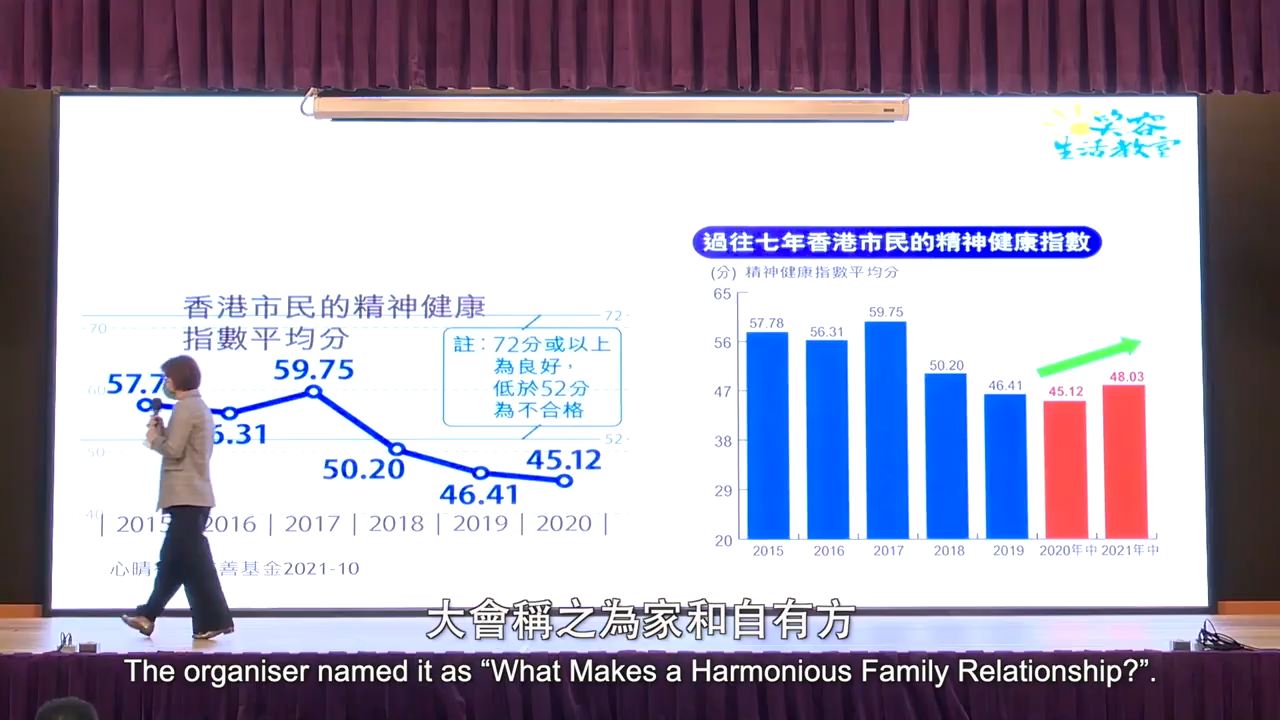 笑容
生活教室
香港市民的精神健康
指數平均分
70
72
60
50
52
40
註：72分或以上
為良好，
低於52分
為不合格
57.7
6.31
59.75
50.20
46.41
45.12
2015 | 2016 | 2017 | 2018 | 2019 | 2020 |
心晴 善基金2021-10
過往七年香港市民的精神健康指數
(分) 精神健康指數平均分
65
56
47
38
29
20
57.78
56.31
59.75
50.20
46.41
45.12
48.03
2015 2016 2017 2018 2019 2020年中 2021年中
大會稱之為家和自有方
The organiser named it as “What Makes a Harmonious Family Relationship?”.